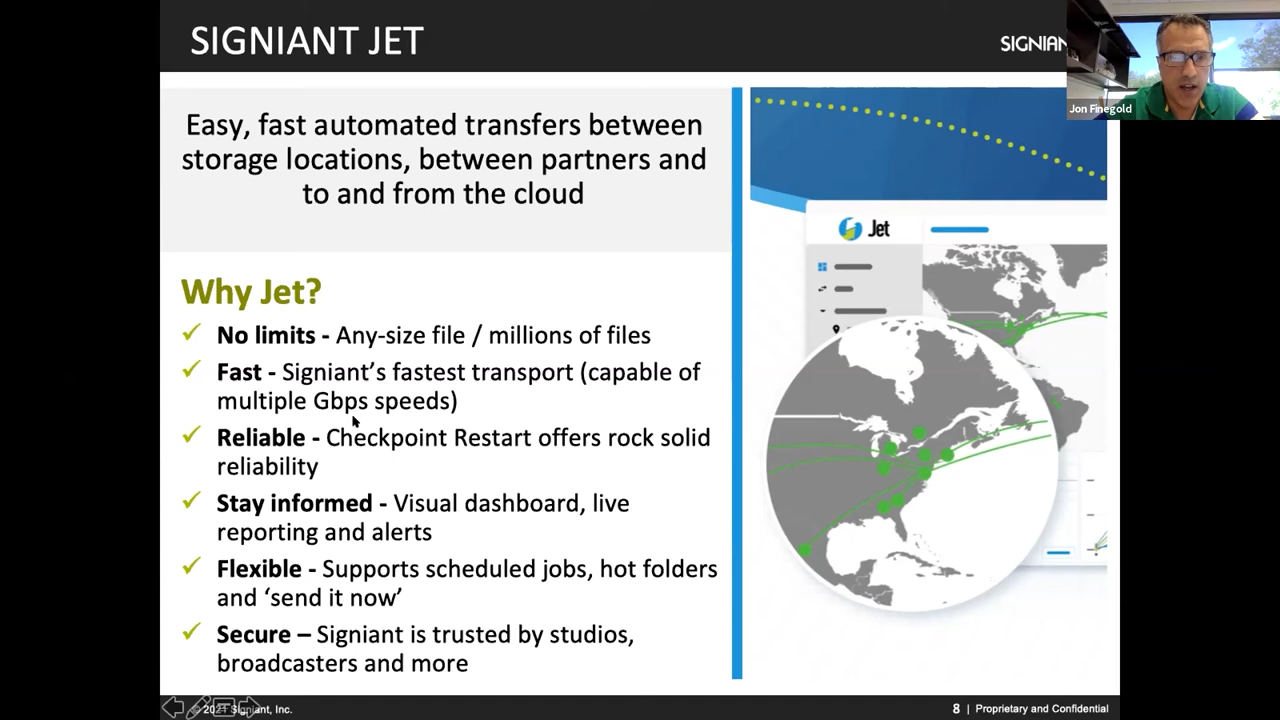 SIGNIANT JET
SIGNIAN
Jon Finegold
Easy, fast automated transfers between
storage locations, between partners and
to and from the cloud
Jet
Why Jet?
✓ No limits - Any-size file / millions of files
✓ Fast - Signiant’s fastest transport (capable of
multiple Gbps speeds)
✓ Reliable - Checkpoint Restart offers rock solid
reliability
✓ Stay informed - Visual dashboard, live
reporting and alerts
✓ Flexible - Supports scheduled jobs, hot folders
and ‘send it now’
✓ Secure – Signiant is trusted by studios,
broadcasters and more
© 2021 Signiant, Inc.
8 | Proprietary and Confidential